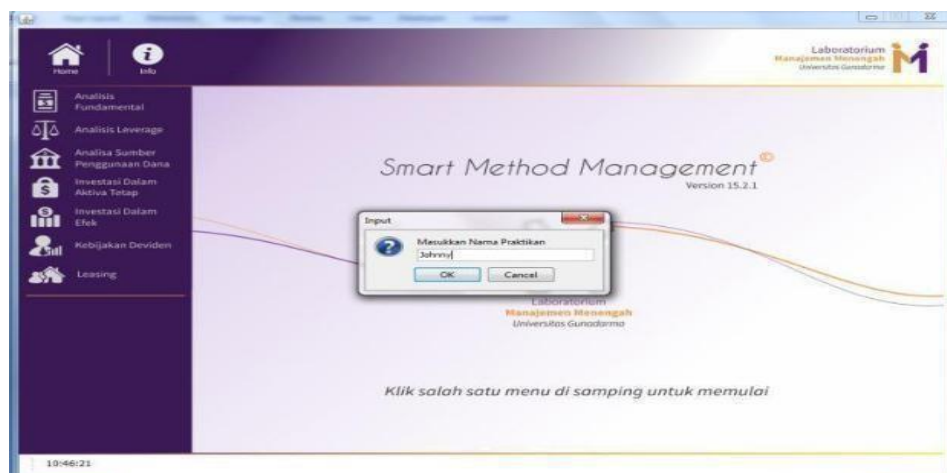 Home
Info
Laboratorium
Manajemen Menengah
Universitas Gunadarma
Analisis
Fundamental
Analisis Leverage
Analisa Sumber
Penggunaan Dana
Investasi Dalam
Aktiva Tetap
Investasi Dalam
Efek
Kebijakan Deviden
Leasing
Smart Method Management©
Version 15.2.1
Input
Masukkan Nama Praktikan
Johnny
OK
Cancel
Laboratorium
Manajemen Menengah
Universitas Gunadarma
Klik salah satu menu di samping untuk memulai
10:46:21